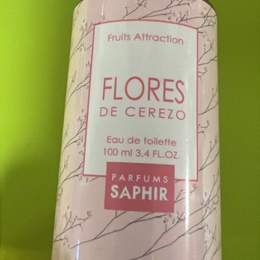 Fruits Attraction
FLORES
DE CEREZO
Eau de toilette
100 ml 3,4 FL.OZ.
PARFUMS
SAPHIR